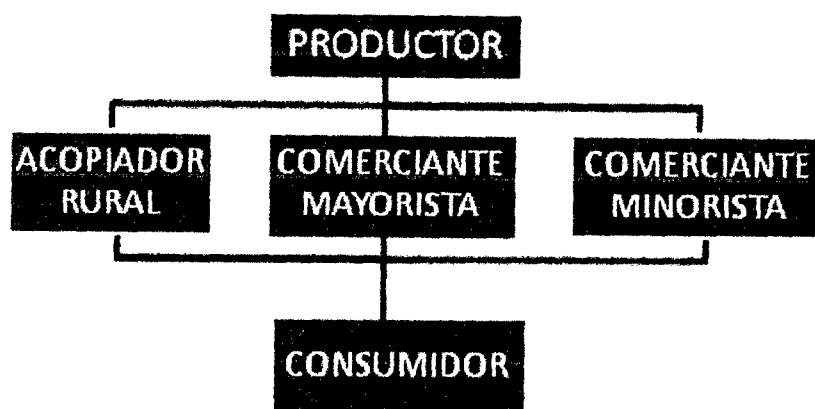 PRODUCTOR
ACOPIADOR
RURAL
COMERCIANTE
MAYORISTA
COMERCIANTE
MINORISTA
CONSUMIDOR